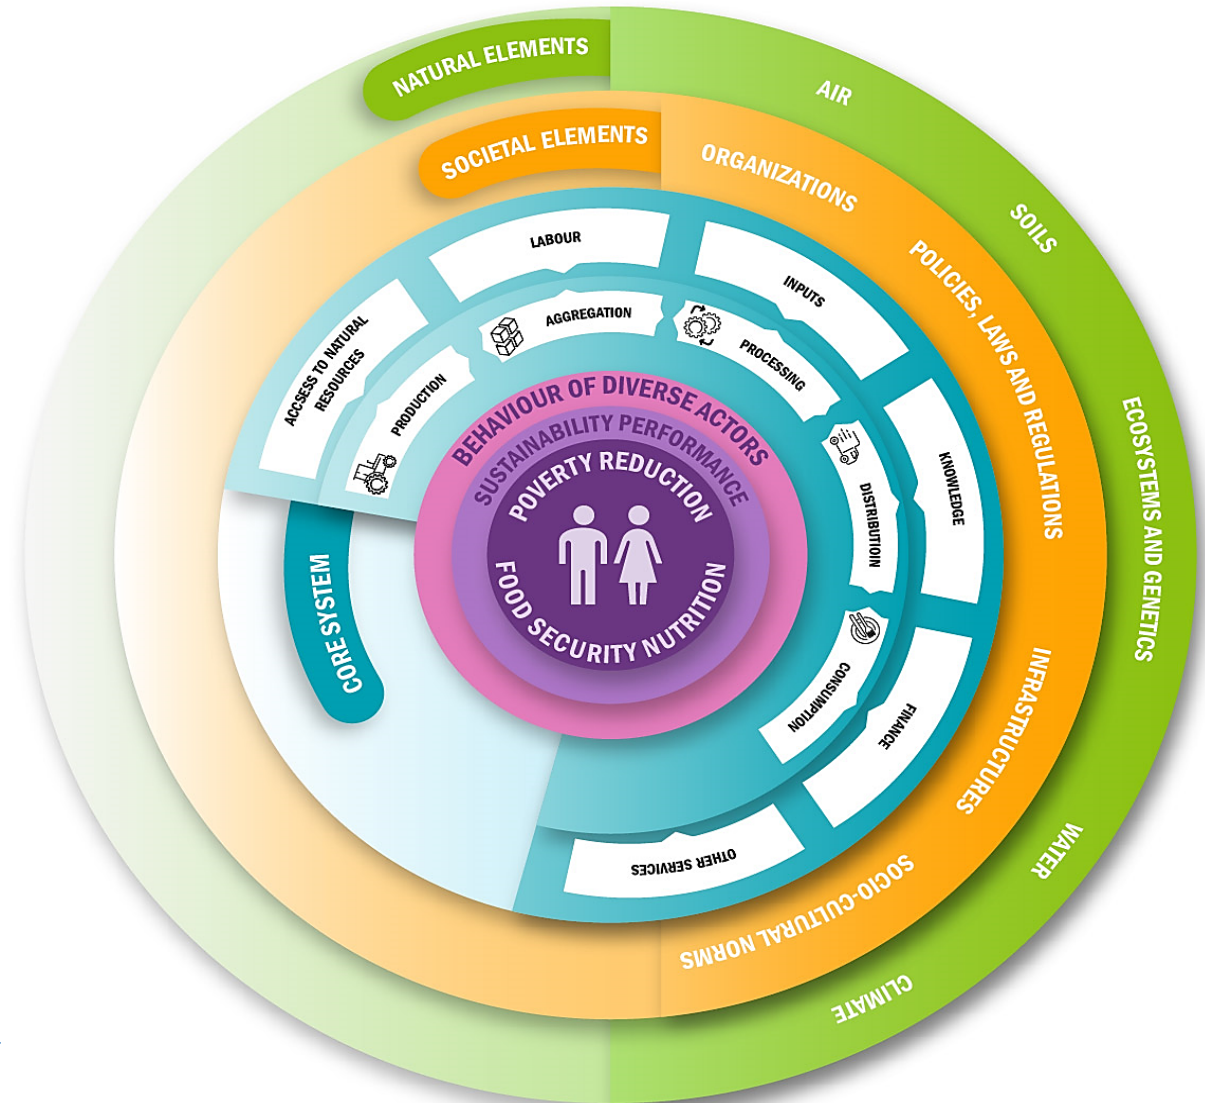 NATURAL ELEMENTS
AIR
SOILS
ECOSYSTEMS AND GENETICS
WATER
CLIMATE
SOCIETAL ELEMENTS
ORGANIZATIONS
POLICIES, LAWS AND REGULATIONS
INFRASTRUCTURES
SOCIO-CULTURAL NORMS
CORE SYSTEM
ACCSESS TO NATURAL
RESOURCES
LABOUR
INPUTS
KNOWLEDGE
FINANCE
OTHER SERVICES
PRODUCTION
AGGREGATION
PROCESSING
DISTRIBUTIOIN
CONSUMPTION
BEHAVIOUR OF DIVERSE ACTORS
SUSTAINABILITY PERFORMANCE
POVERTY REDUCTION
FOOD SECURITY NUTRITION